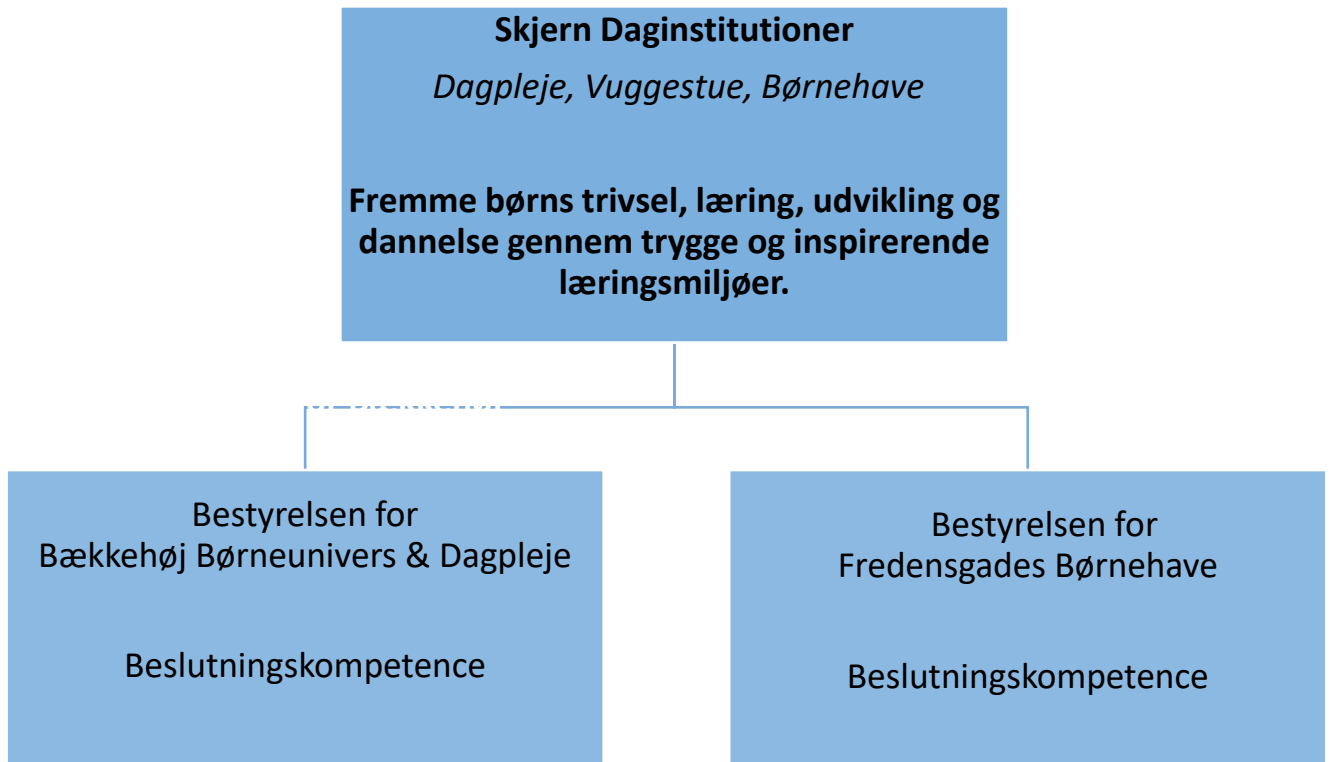 Skjern Daginstitutioner
Dagpleje, Vuggestue, Børnehave
Fremme børns trivsel, læring, udvikling og
dannelse gennem trygge og inspirerende
læringsmiljøer.
Bestyrelsen for
Bækkehøj Børneunivers & Dagpleje
Beslutningskompetence
Bestyrelsen for
Fredensgades Børnehave
Beslutningskompetence